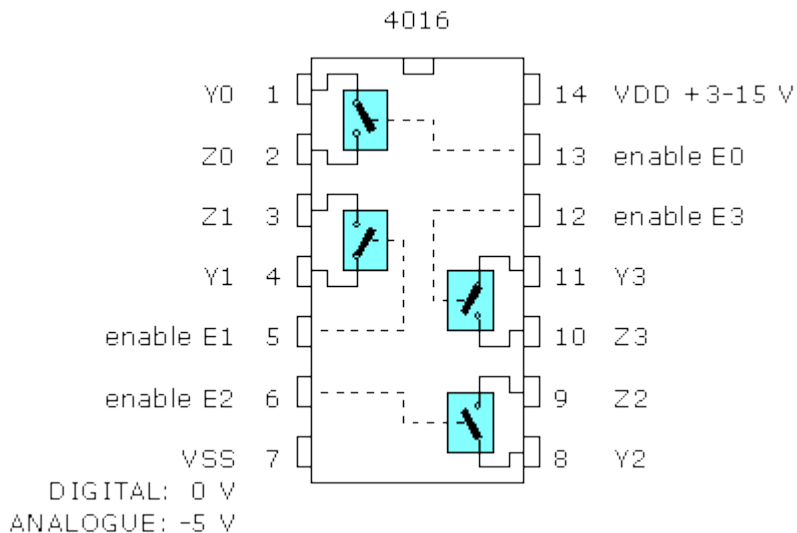 4016
Y0 1
14 VDD +3-15 V
Z0 2
13 enable E0
Z1 3
12 enable E3
Y1 4
11 Y3
enable E1 5
10 Z3
enable E2 6
9 Z2
VSS 7
8 Y2
DIGITAL: 0 V
ANALOGUE: -5 V